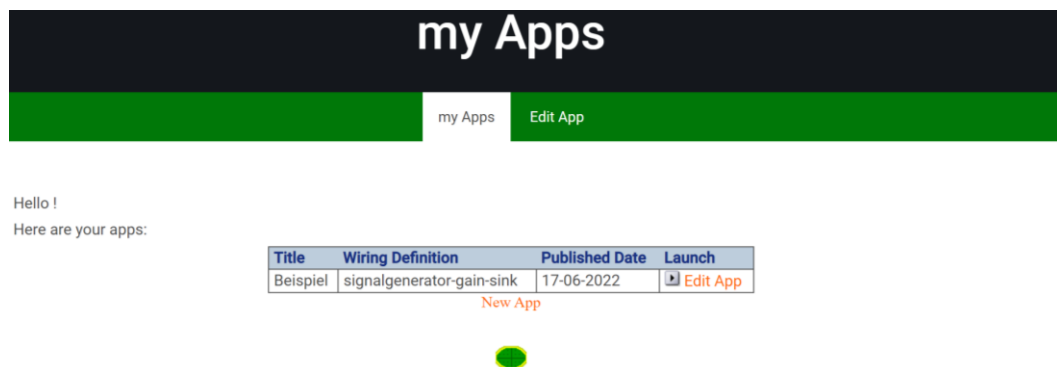 my Apps
my Apps Edit App
Hello !
Here are your apps:
Title Wiring Definition Published Date Launch
Beispiel signalgenerator-gain-sink 17-06-2022 Edit App
New App